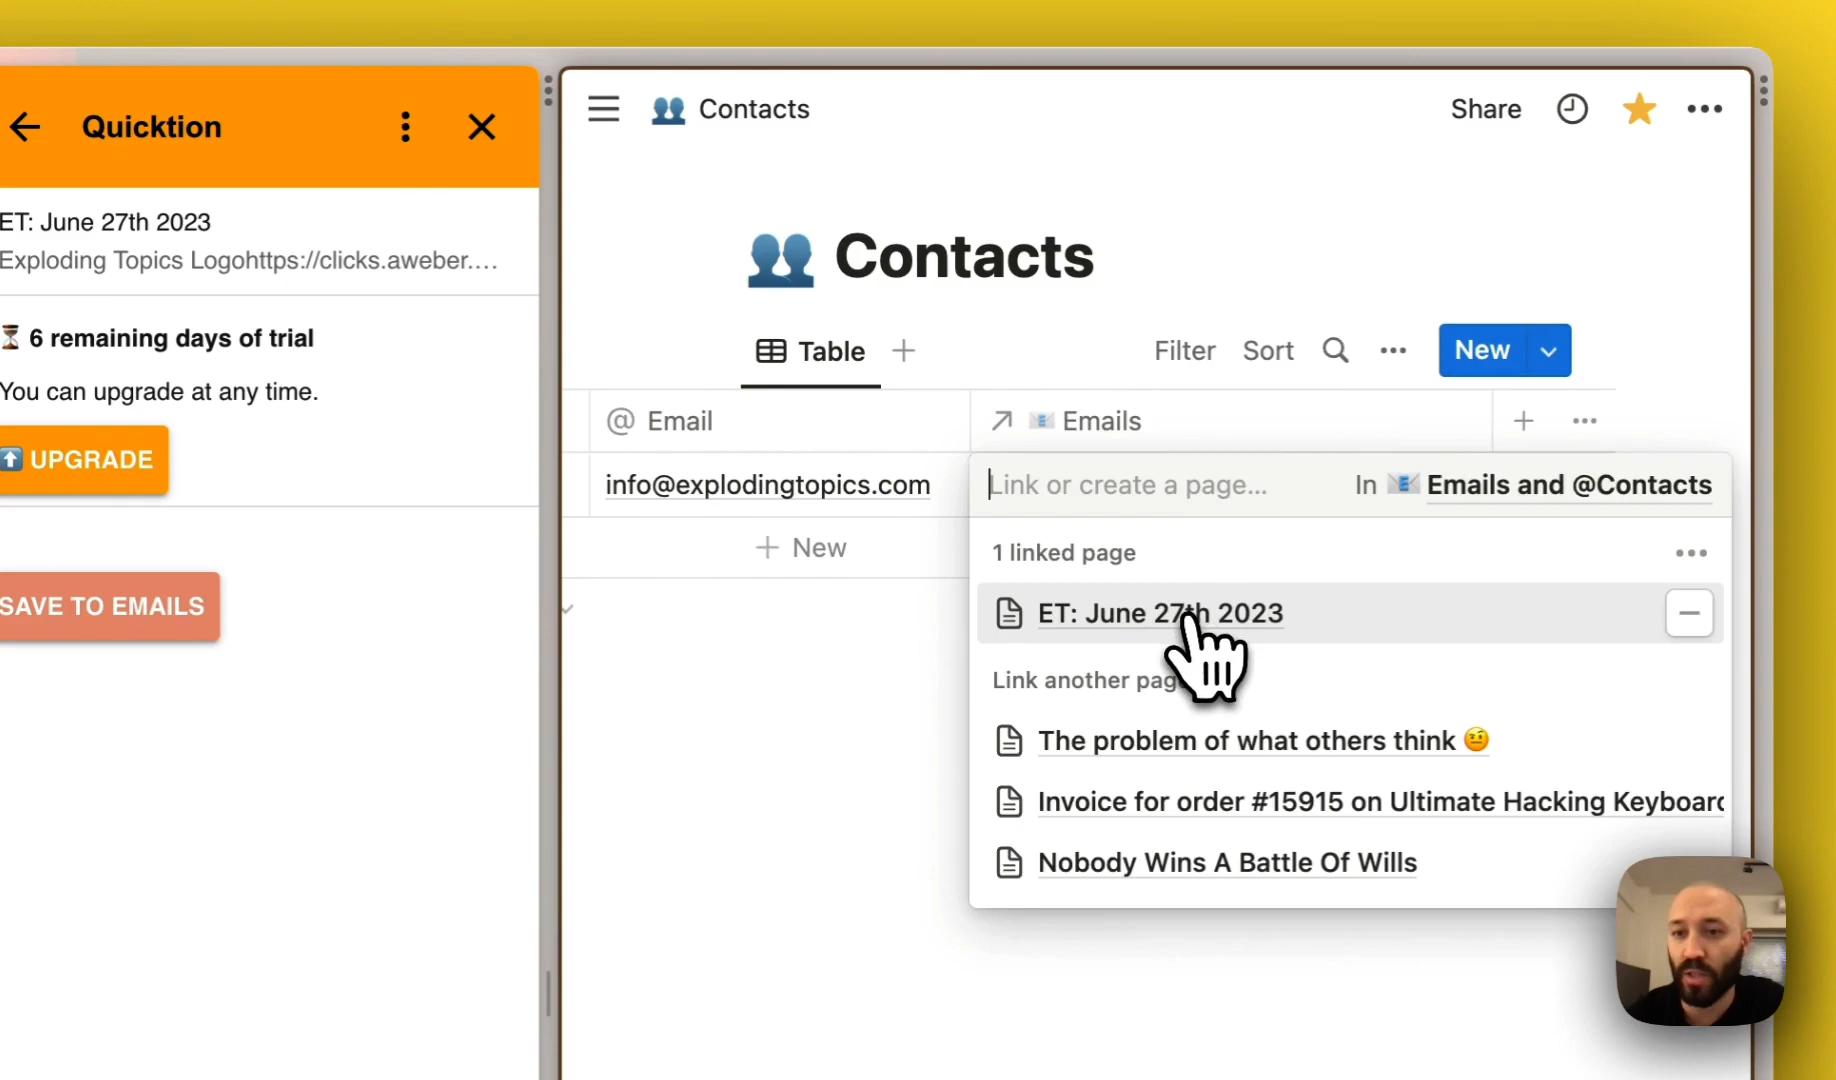 Quicktion
ET: June 27th 2023
Exploding Topics Logohttps://clicks.aweber....
⏳ 6 remaining days of trial
You can upgrade at any time.
⬆️ UPGRADE
SAVE TO EMAILS
👥 Contacts
Share
👥 Contacts
Table
Filter
Sort
New
@ Email
📧 Emails
info@explodingtopics.com
Link or create a page...
In 📧 Emails and @Contacts
+ New
1 linked page
ET: June 27th 2023
Link another page
The problem of what others think 🤨
Invoice for order #15915 on Ultimate Hacking Keyboard
Nobody Wins A Battle Of Wills